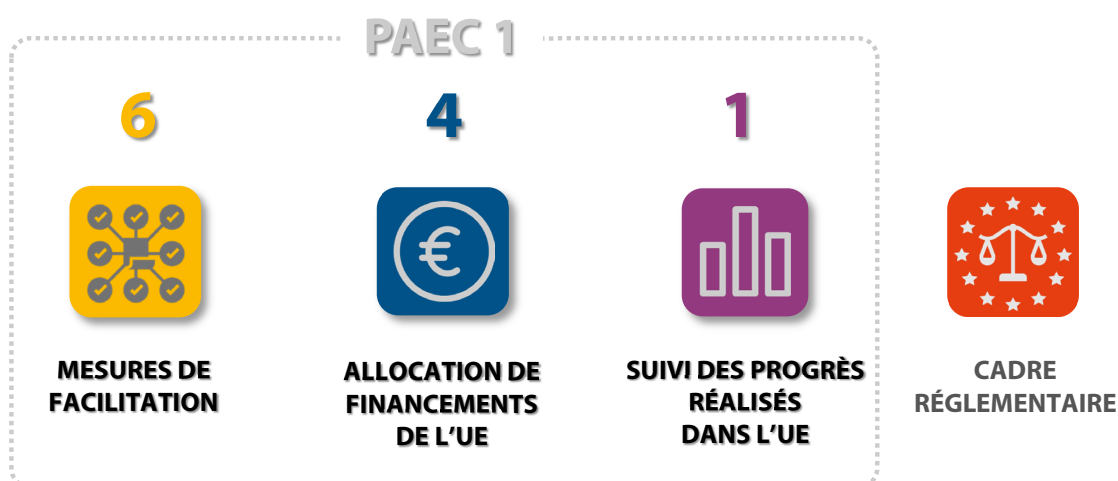 PAEC 1
6
4
1
MESURES DE
FACILITATION
ALLOCATION DE
FINANCEMENTS
DE L’UE
SUIVI DES PROGRÈS
RÉALISÉS
DANS L’UE
CADRE
RÉGLEMENTAIRE